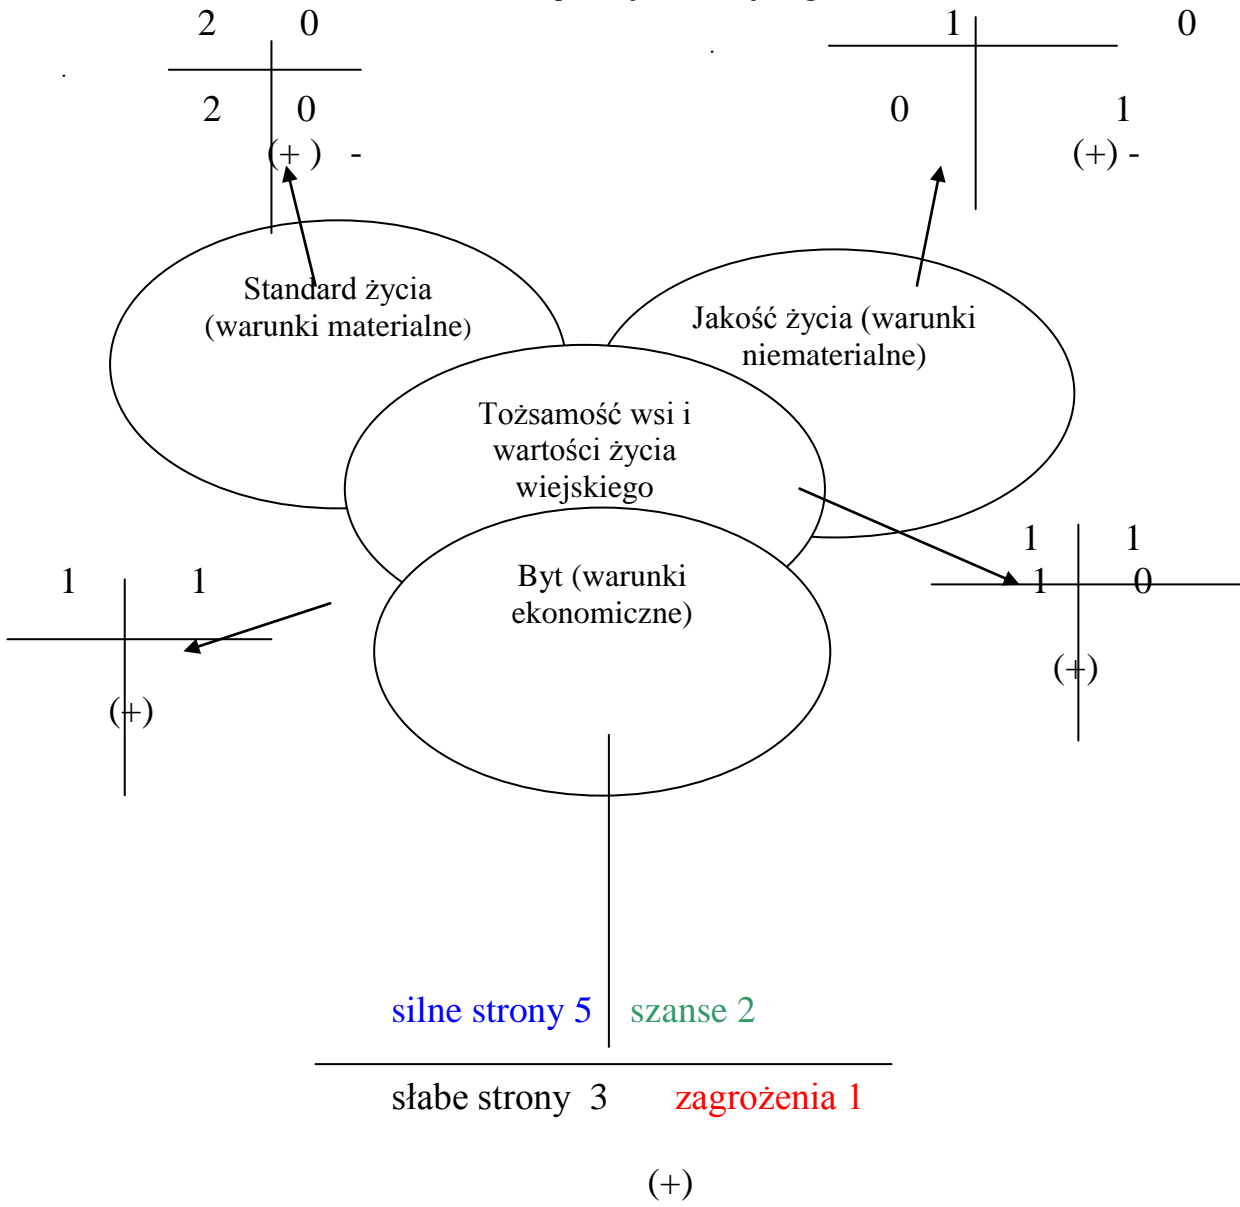 2 0
1 0
2 0
0 1
(+ ) -
(+) -
Standard życia
(warunki materialne)
Jakość życia (warunki
niematerialne)
Tożsamość wsi i
wartości życia
wiejskiego
1 1
1 0
1 1
Byt (warunki
ekonomiczne)
(+)
(+)
silne strony 5 szanse 2
słabe strony 3 zagrożenia 1
(+)